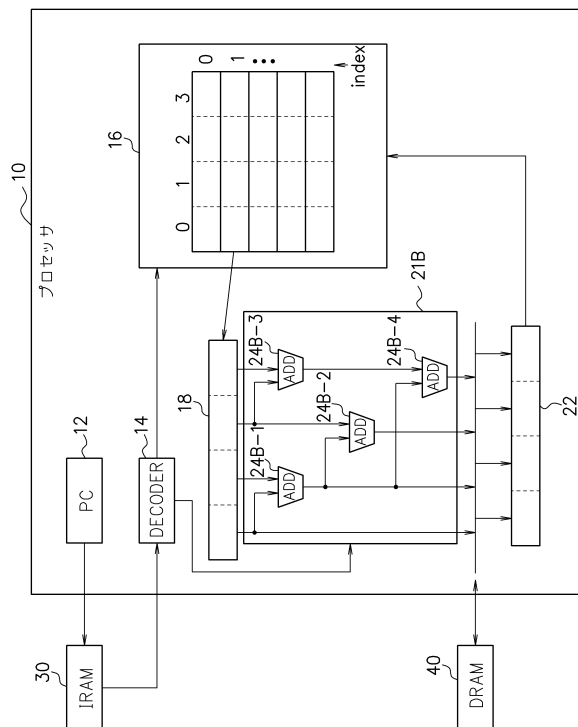 10
プロセッサ
16
0 1 2 3
0
1
•••
index
12
PC
14
DECODER
30
IRAM
18
21B
24B-1
ADD
24B-2
ADD
24B-3
ADD
24B-4
ADD
22
40
DRAM